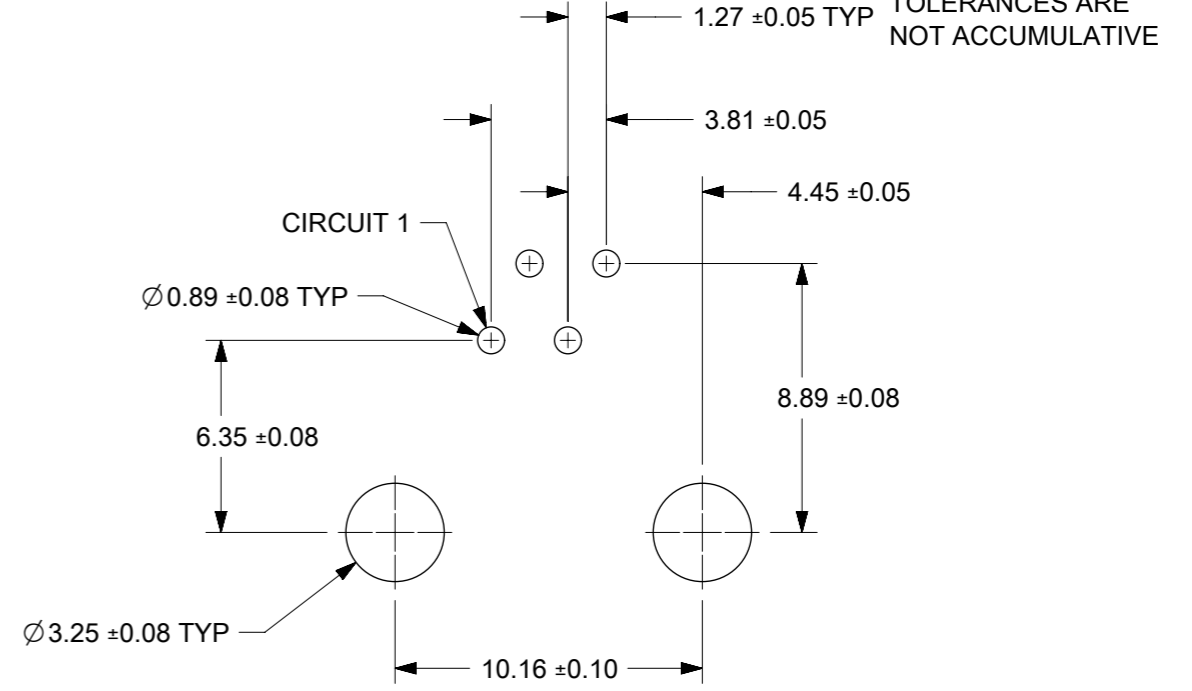 TOLERANCES ARE
1.27 ±0.05 TYP
NOT ACCUMULATIVE
3.81 ±0.05
4.45 ±0.05
CIRCUIT 1
∅0.89 ±0.08 TYP
8.89 ±0.08
6.35 ±0.08
∅3.25 ±0.08 TYP
10.16 ±0.10